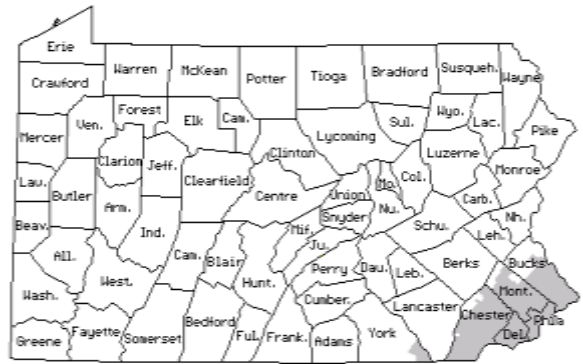 Erie
Warren
McKean
Potter
Tioga
Bradford
Susqueh.
Wayne
Crawford
Forest
Elk
Cam.
Wyo.
Lac.
Pike
Mercer
Ven.
Sul.
Lycoming
Clinton
Luzerne
Monroe
Clarion
Jeff.
Clearfield
Centre
Union
Mo.
Col.
Carb.
Lau.
Butler
Arm.
Snyder
Nu.
Nh.
Beav.
Ind.
Mif.
Schu.
Leh.
All.
Cam.
Blair
Ju.
Perry
Dau.
Leb.
Berks
Bucks
Wash.
West.
Hunt.
Mont.
Cumber.
Lancaster
Chester
Phila
Greene
Fayette
Somerset
Bedford
Ful.
Frank.
Adams
York
Del.